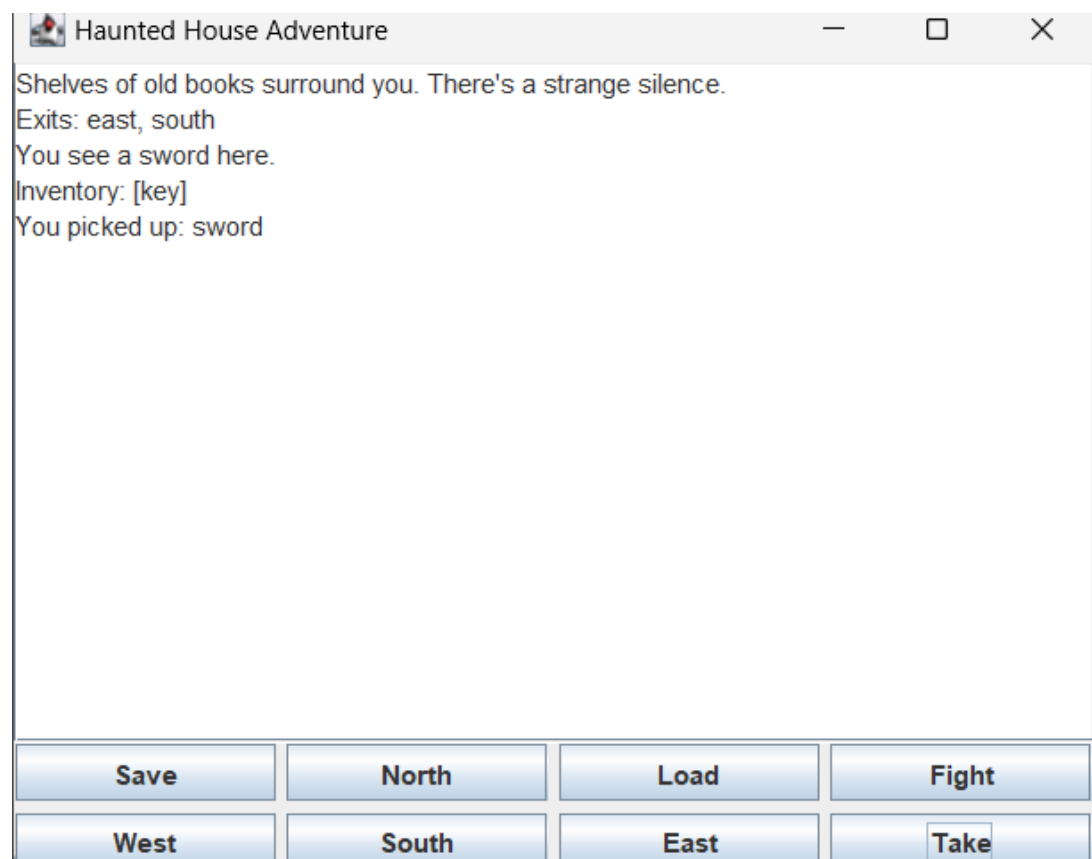 Haunted House Adventure
Shelves of old books surround you. There's a strange silence.
Exits: east, south
You see a sword here.
Inventory: [key]
You picked up: sword
Save North Load Fight
West South East Take